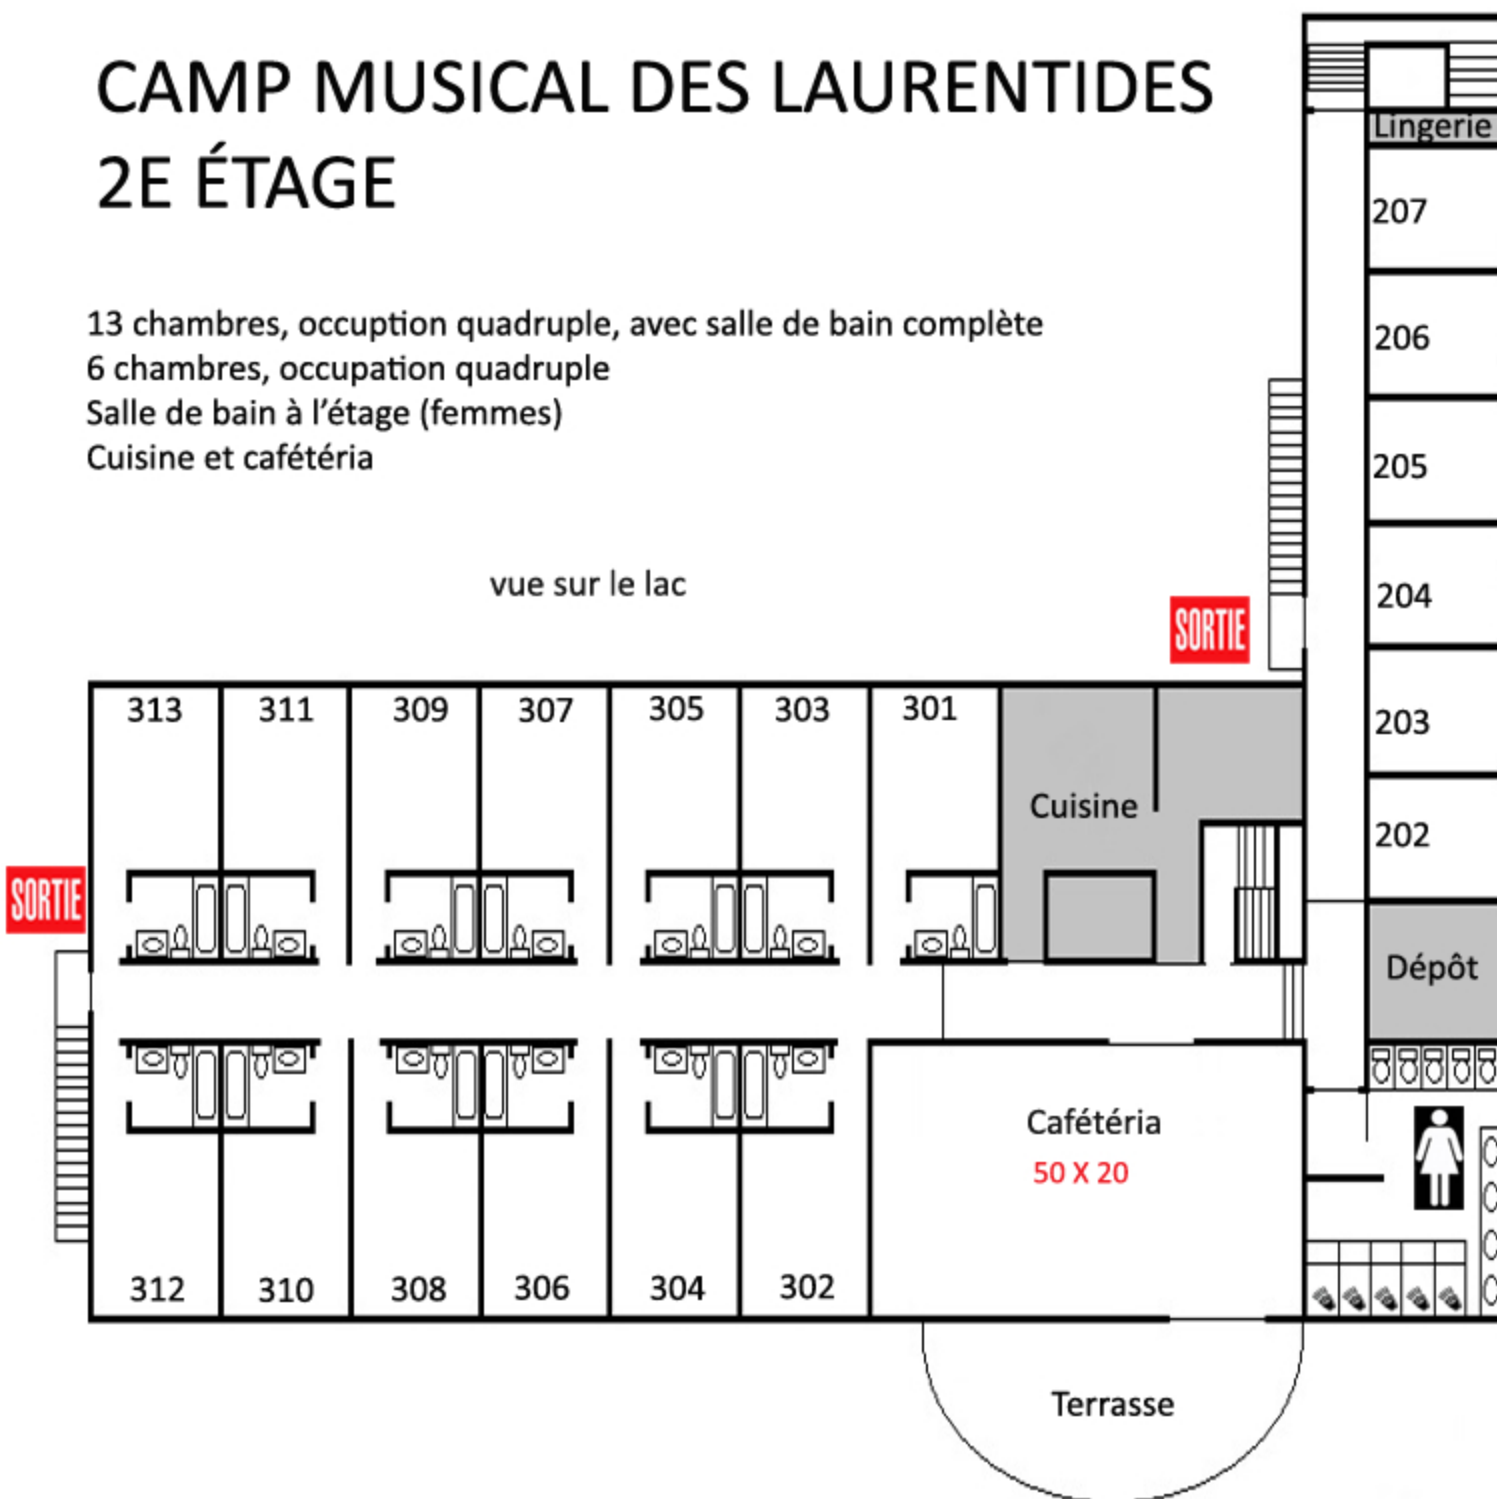 CAMP MUSICAL DES LAURENTIDES
2E ÉTAGE
13 chambres, occuption quadruple, avec salle de bain complète
6 chambres, occupation quadruple
Salle de bain à l'étage (femmes)
Cuisine et cafétéria
vue sur le lac
Lingerie
207
206
205
204
203
202
Dépôt
SORTIE
313 311 309 307 305 303 301
Cuisine
SORTIE
Cafétéria
50 X 20
312 310 308 306 304 302
Terrasse